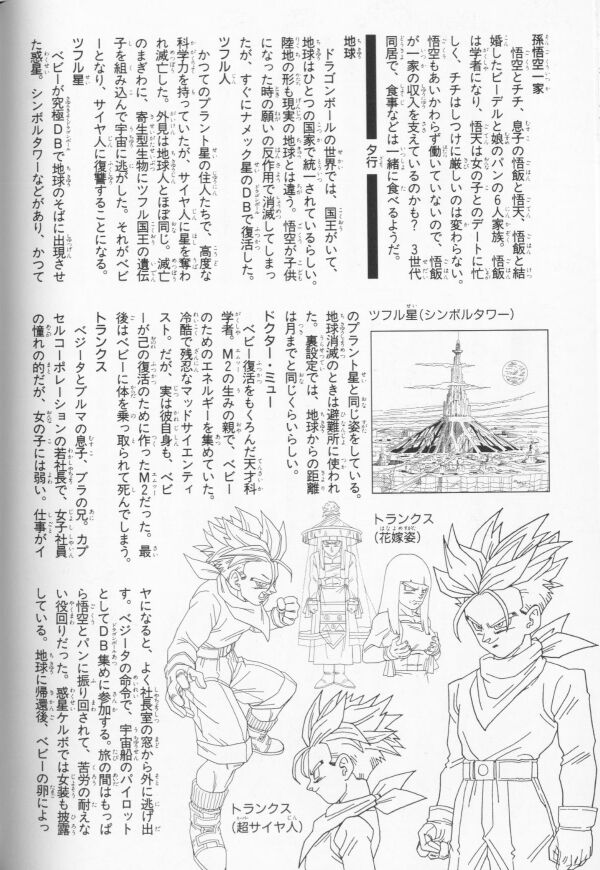 孫悟空一家
悟空とチチ、息子の悟飯と悟天、悟飯と結
婚したビーデルと娘のパンの6人家族。悟飯
は学者になり、悟天は女の子とのデートに忙
しく、チチはしつけに厳しいのは変わらない。
悟空もあいかわらず働いていないので、悟飯
が一家の収入を支えているのかも? 3世代
同居で、食事などは一緒に食べるようだ。
夕行
地球
ドラゴンボールの世界では、国王がいて、
地球はひとつの国家で統一されているらしい。
陸地の形も現実の地球とは違う。悟空が子供
になった時の願いの反作用で消滅してしまっ
たが、すぐにナメック星のDBで復活した。
ツフル人
かつてのプラント星の住人たちで、高度な
科学力を持っていたが、サイヤ人に星を奪わ
れ滅亡した。外見は地球人とほぼ同じ。滅亡
のまぎわに、寄生型生物にツフル国王の遺伝
子を組み込んで宇宙に逃がした。それがベビ
ーとなり、サイヤ人に復讐することになる。
ツフル星
ベビーが究極DBで地球のそばに出現させ
た惑星。シンボルタワーなどがあり、かつて
ツフル星(シンボルタワー)
のプラント星と同じ姿をしている。
地球消滅のときは避難所に使われ
た。裏設定では、地球からの距離
は月までと同じくらいらしい。
ドクター・ミュー
ベビー復活をもくろんだ天才科
学者。M2の生みの親で、ベビー
のためのエネルギーを集めていた。
冷酷で残忍なマッドサイエンティ
スト。だが、実は彼自身も、ベビ
ーが己の復活のために作ったM2だった。最
後はベビーに体を乗っ取られて死んでしまう。
トランクス
ベジータとブルマの息子、ブラの兄。カプ
セルコーポレーションの若社長で、女子社員
の憧れの的だが、女の子には弱い。仕事がイ
トランクス
(花嫁姿)
トランクス
(超サイヤ人)
ヤになると、よく社長室の窓から外に逃げ出
す。ベジータの命令で、宇宙船のパイロット
としてDB集めに参加する。旅の間はもっぱ
ら悟空とパンに振り回されて、苦労の耐えな
い役回りだった。惑星ケルボでは女装も披露
している。地球に帰還後、ベビーの卵によっ